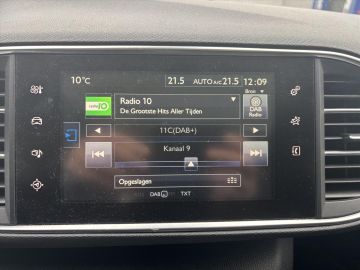 10°C 21.5 AUTO A/C 21.5 12:09
Bron
radio 10
Radio 10
De Grootste Hits Aller Tijden
DAB Radio
11C(DAB+)
Kanaal 9
Opgeslagen
DAB TXT